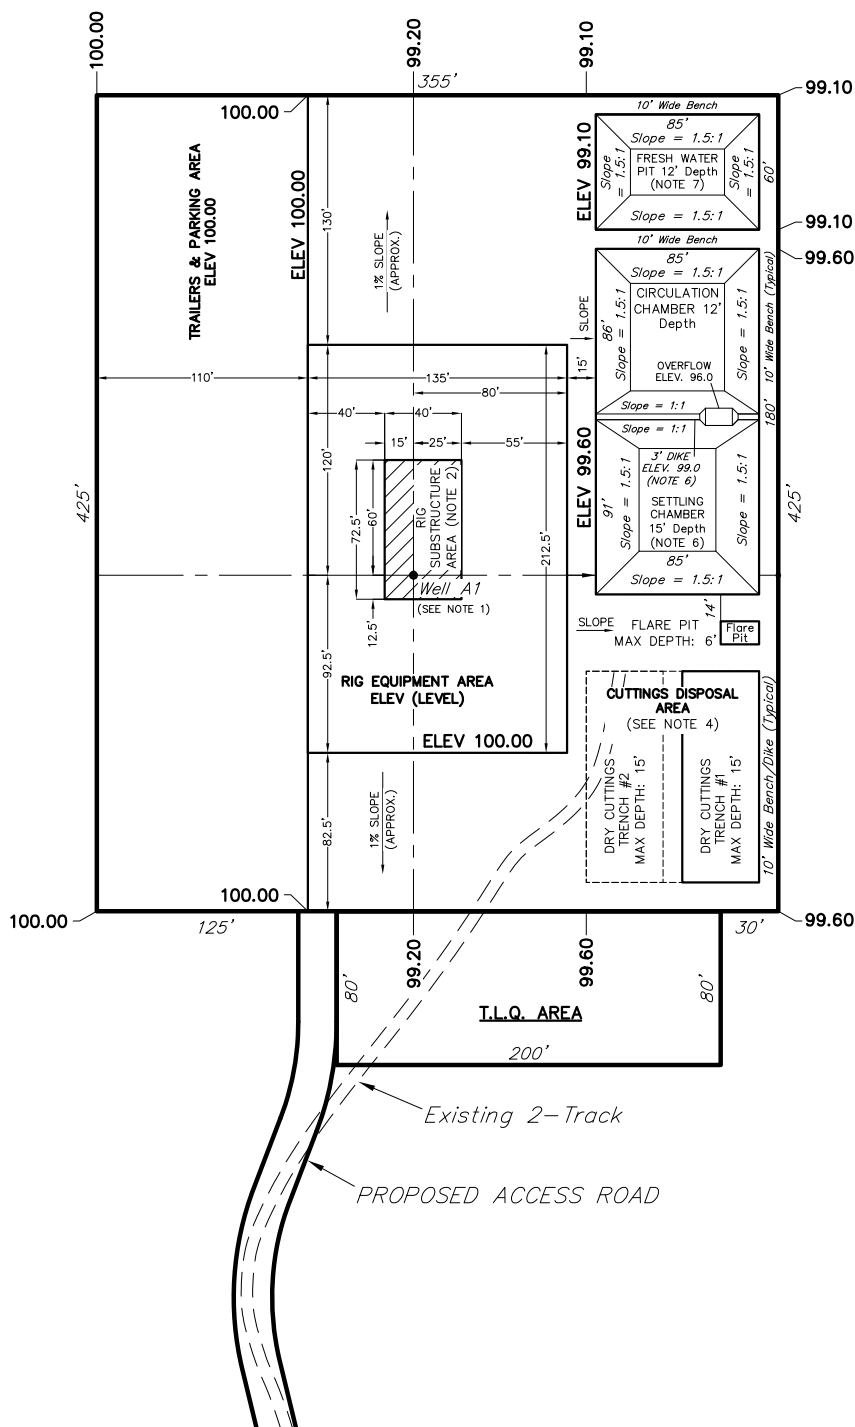 100.00
99.20
99.10
355'
99.10
100.00
10' Wide Bench
85'
Slope = 1.5:1
Slope
= 1.5:1
FRESH WATER
PIT 12' Depth
(NOTE 7)
Slope
= 1.5:1
60'
Slope = 1.5:1
ELEV 99.10
TRAILERS & PARKING AREA
ELEV 100.00
ELEV 100.00
130'
1% SLOPE
(APPROX.)
99.10
10' Wide Bench
99.60
85'
Slope = 1.5:1
CIRCULATION
CHAMBER 12'
Depth
86'
Slope = 1.5:1
Slope = 1.5:1
10' Wide Bench (Typical)
SLOPE
15'
110'
135'
80'
OVERFLOW
ELEV. 96.0
Slope = 1:1
180'
40'
40'
15'
25'
55'
Slope = 1:1
ELEV 99.60
120'
3' DIKE
ELEV. 99.0
(NOTE 6)
SETTLING
CHAMBER
15' Depth
(NOTE 6)
91'
Slope = 1.5:1
Slope = 1.5:1
85'
Slope = 1.5:1
425'
425'
72.5'
60'
RIG
SUBSTRUCTURE
AREA (NOTE 2)
212.5'
Well A1
(SEE NOTE 1)
12.5'
92.5'
14'
SLOPE
FLARE PIT
MAX DEPTH: 6'
Flare
Pit
RIG EQUIPMENT AREA
ELEV (LEVEL)
ELEV 100.00
CUTTINGS DISPOSAL
AREA
(SEE NOTE 4)
DRY CUTTINGS
TRENCH #2
MAX DEPTH: 15'
DRY CUTTINGS
TRENCH #1
MAX DEPTH: 15'
10' Wide Bench/Dike (Typical)
82.5'
1% SLOPE
(APPROX.)
100.00
100.00
99.60
125'
99.20
99.60
30'
80'
80'
T.L.Q. AREA
200'
Existing 2-Track
PROPOSED ACCESS ROAD